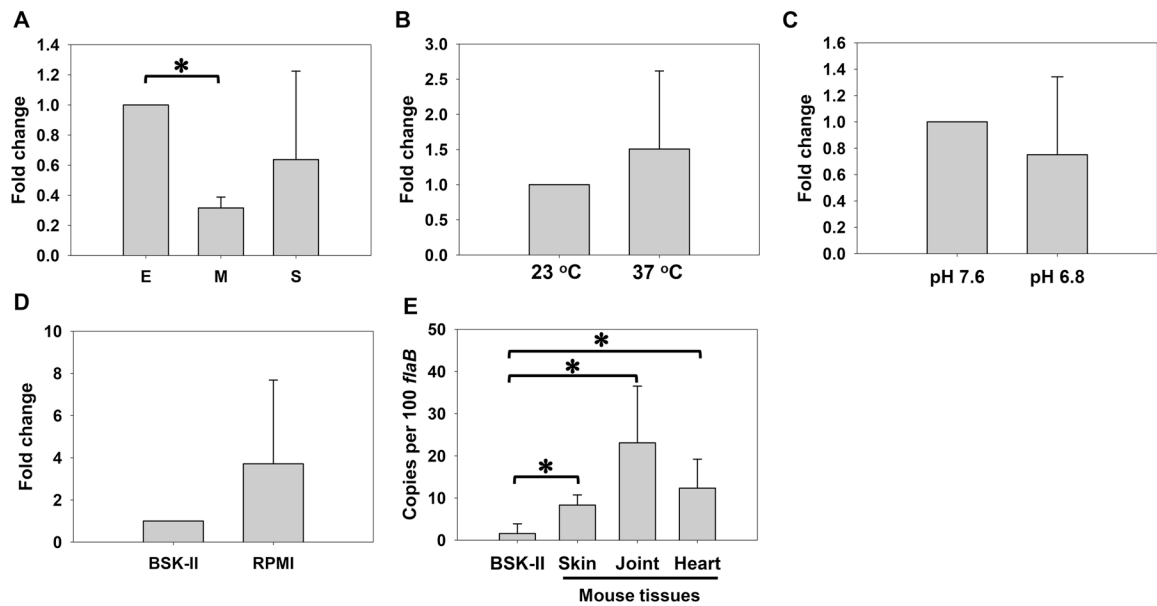 A
Fold change
1.4
1.2
1.0
0.8
0.6
0.4
0.2
0.0
*
E M S
B
Fold change
3.0
2.5
2.0
1.5
1.0
0.5
0.0
23 °C 37 °C
C
Fold change
1.6
1.4
1.2
1.0
0.8
0.6
0.4
0.2
0.0
pH 7.6 pH 6.8
D
Fold change
10
8
6
4
2
0
BSK-II RPMI
E
Copies per 100 flaB
50
40
30
20
10
0
*
*
*
BSK-II Skin Joint Heart
Mouse tissues